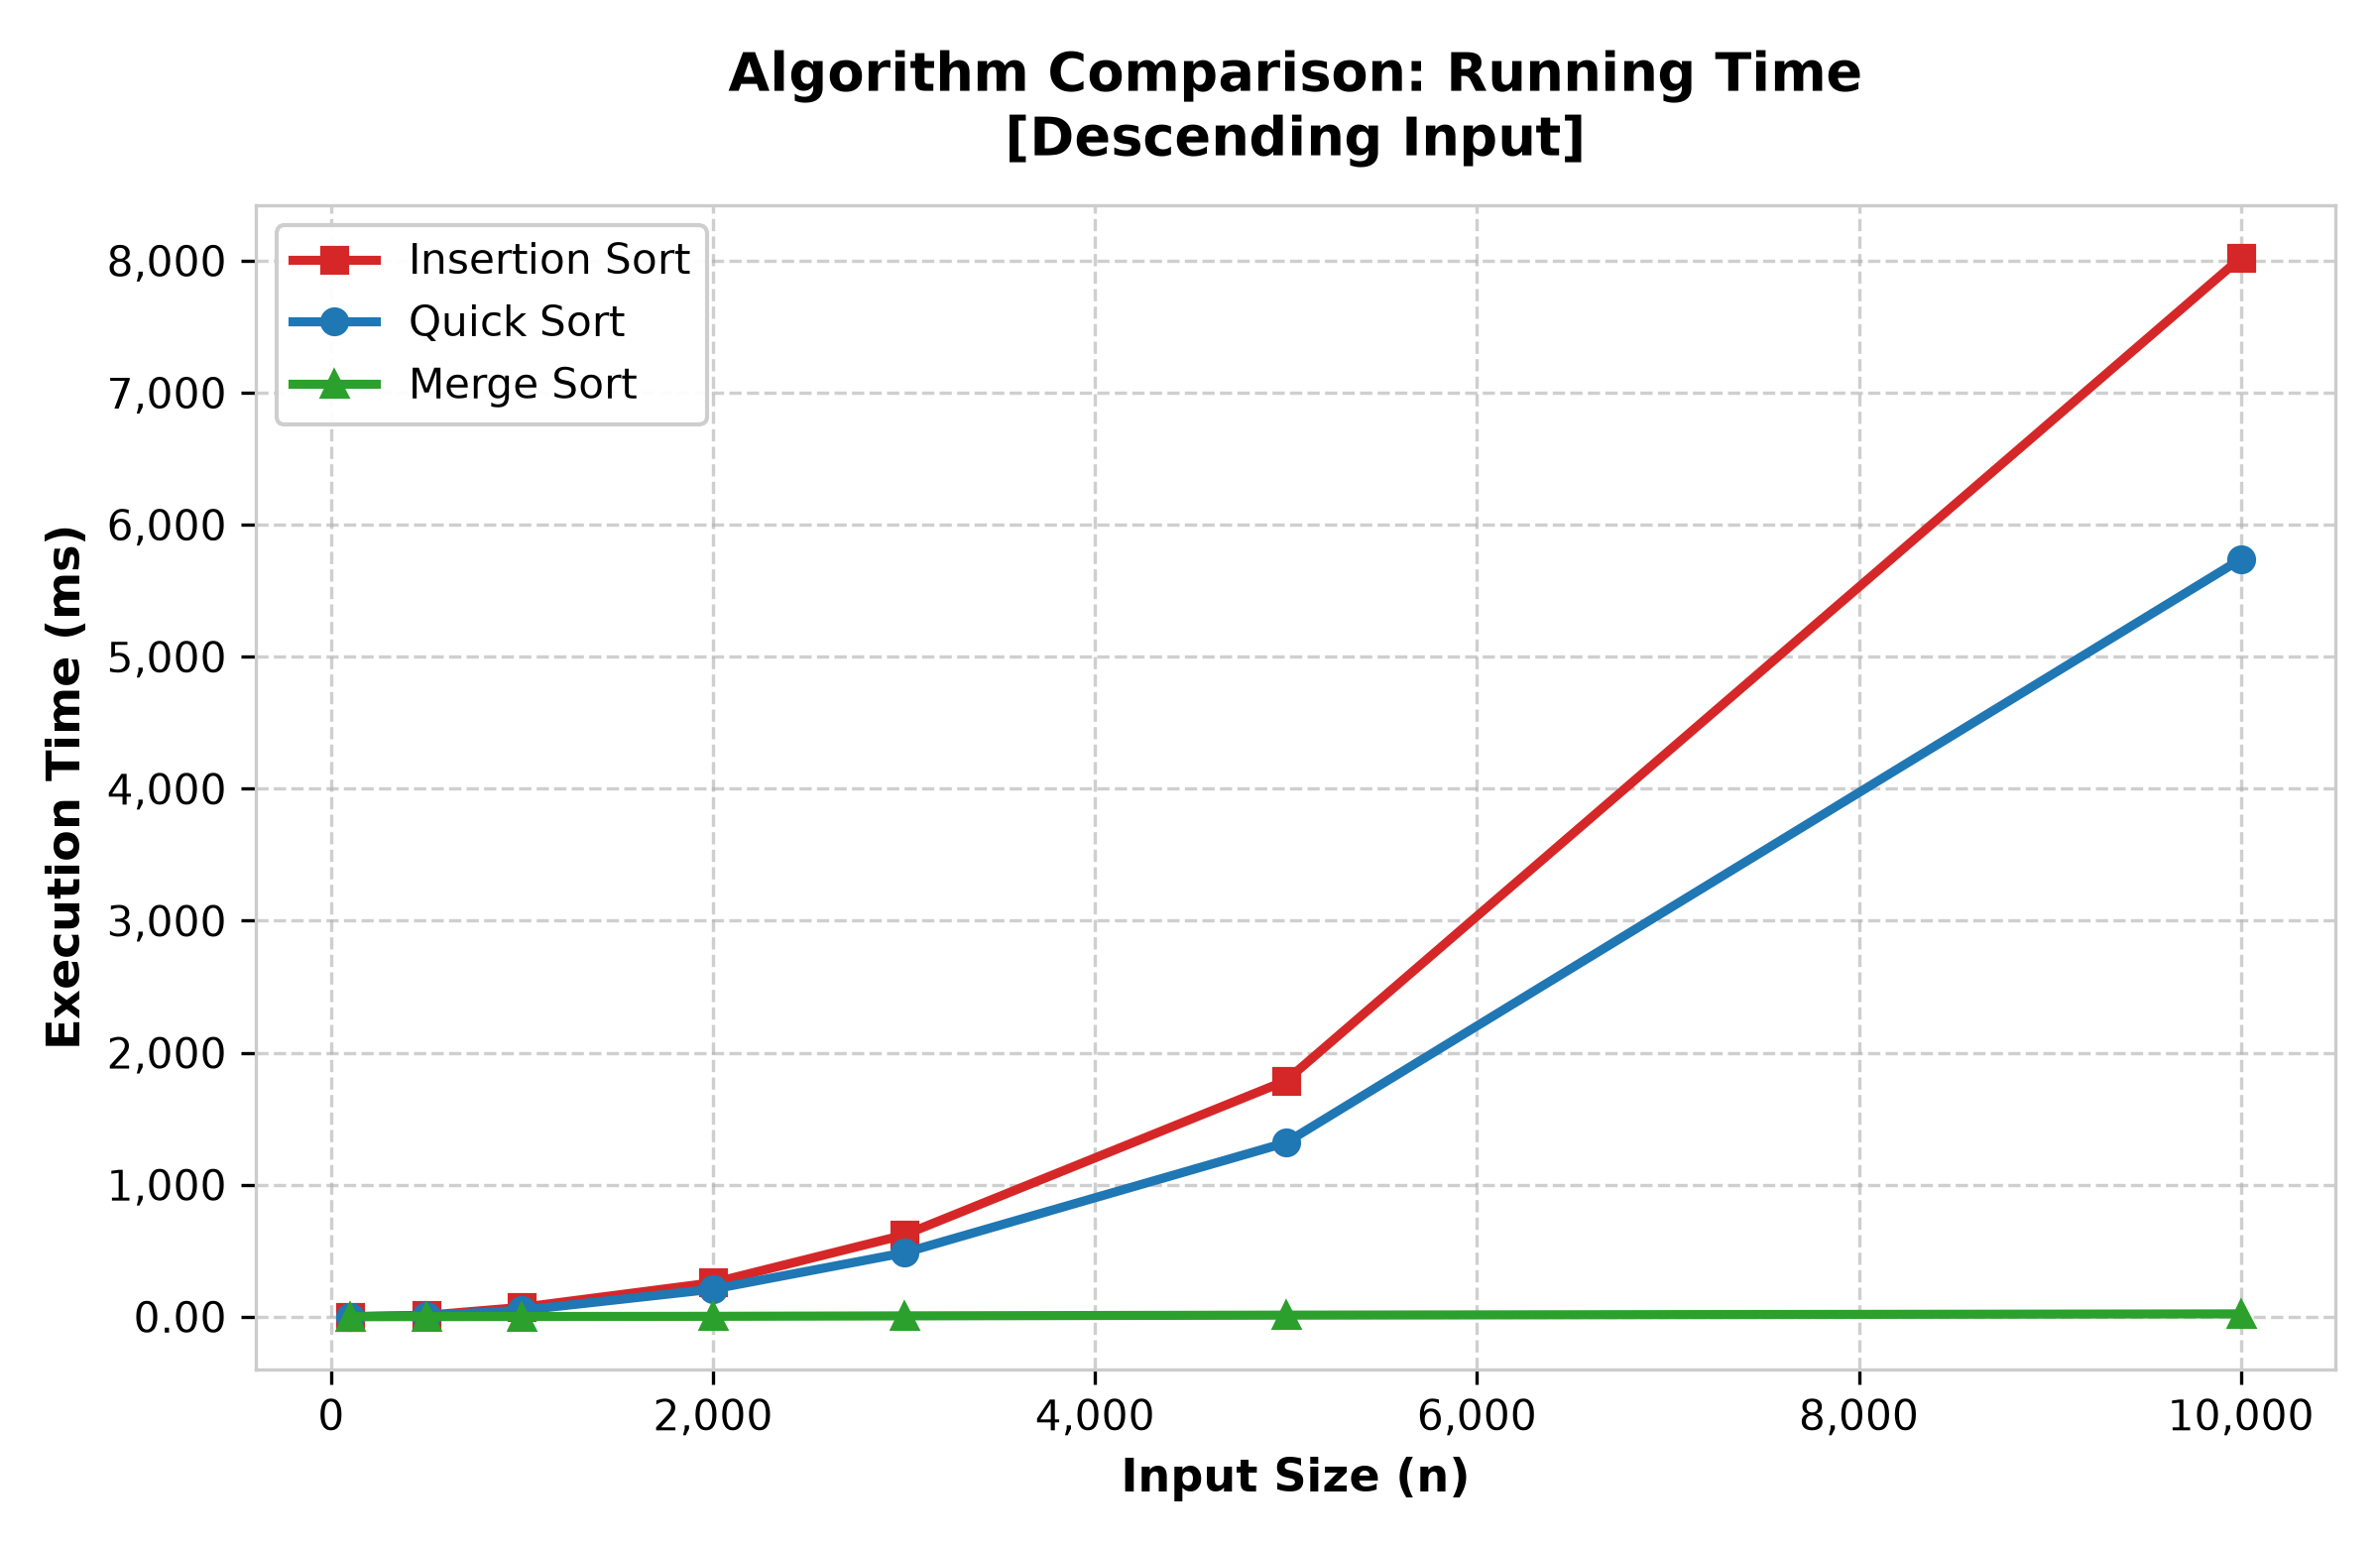 Algorithm Comparison: Running Time
[Descending Input]
Insertion Sort
Quick Sort
Merge Sort
8,000
7,000
6,000
5,000
4,000
3,000
2,000
1,000
0.00
Execution Time (ms)
0
2,000
4,000
6,000
8,000
10,000
Input Size (n)